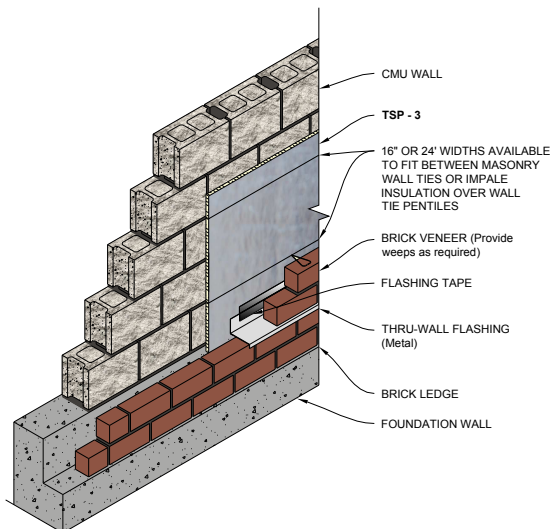 CMU WALL
TSP - 3
16" OR 24' WIDTHS AVAILABLE
TO FIT BETWEEN MASONRY
WALL TIES OR IMPALE
INSULATION OVER WALL
TIE PENTILES
BRICK VENEER (Provide
weeps as required)
FLASHING TAPE
THRU-WALL FLASHING
(Metal)
BRICK LEDGE
FOUNDATION WALL